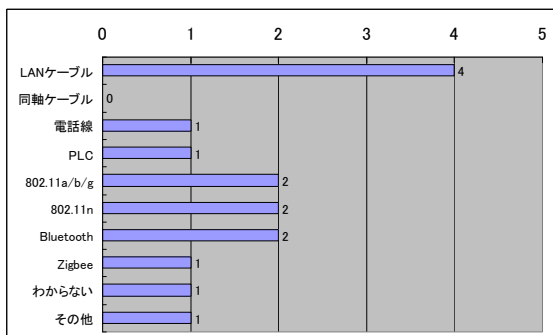 0 1 2 3 4 5
LANケーブル 4
同軸ケーブル 0
電話線 1
PLC 1
802.11a/b/g 2
802.11n 2
Bluetooth 2
Zigbee 1
わからない 1
その他 1